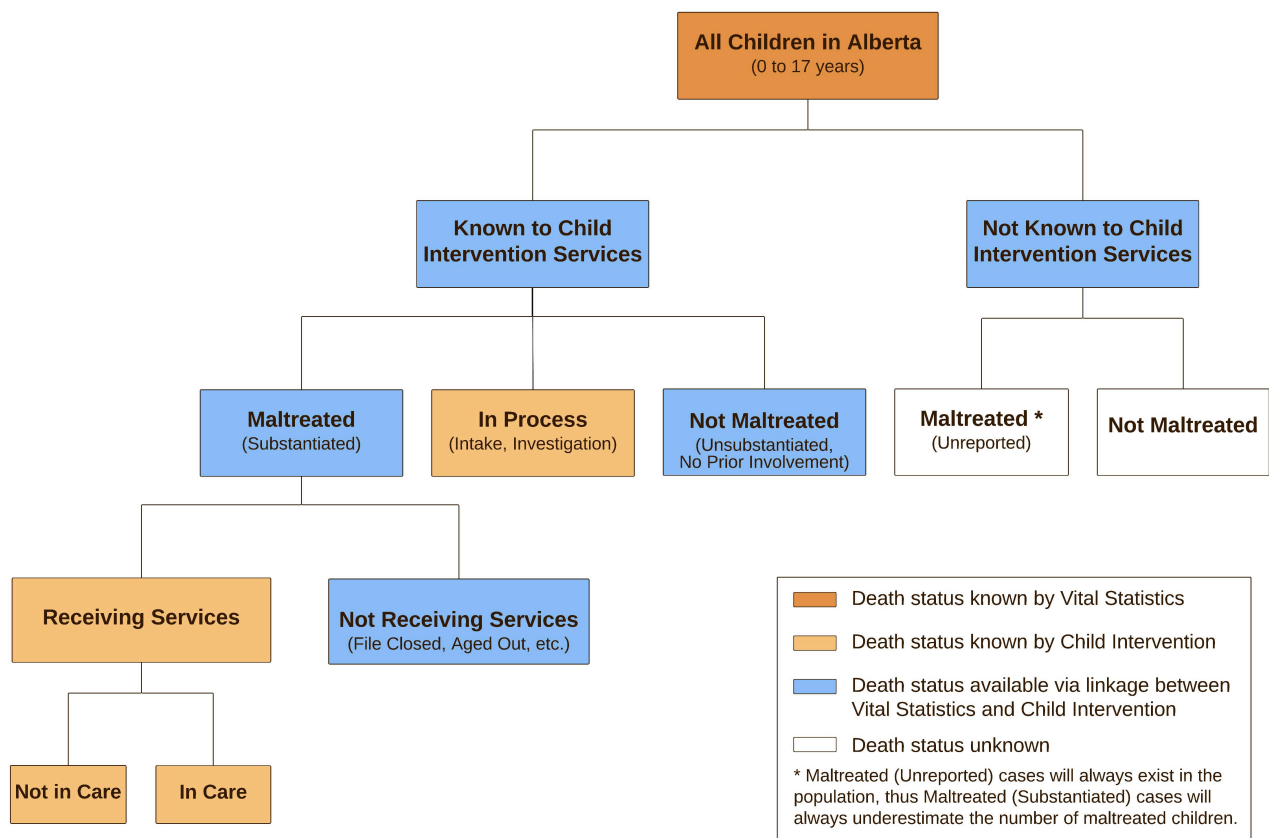 All Children in Alberta
(0 to 17 years)
Known to Child
Intervention Services
Not Known to Child
Intervention Services
Maltreated
(Substantiated)
In Process
(Intake, Investigation)
Not Maltreated
(Unsubstantiated,
No Prior Involvement)
Maltreated *
(Unreported)
Not Maltreated
Receiving Services
Not Receiving Services
(File Closed, Aged Out, etc.)
Not in Care
In Care
Death status known by Vital Statistics
Death status known by Child Intervention
Death status available via linkage between
Vital Statistics and Child Intervention
Death status unknown
* Maltreated (Unreported) cases will always exist in the
population, thus Maltreated (Substantiated) cases will
always underestimate the number of maltreated children.